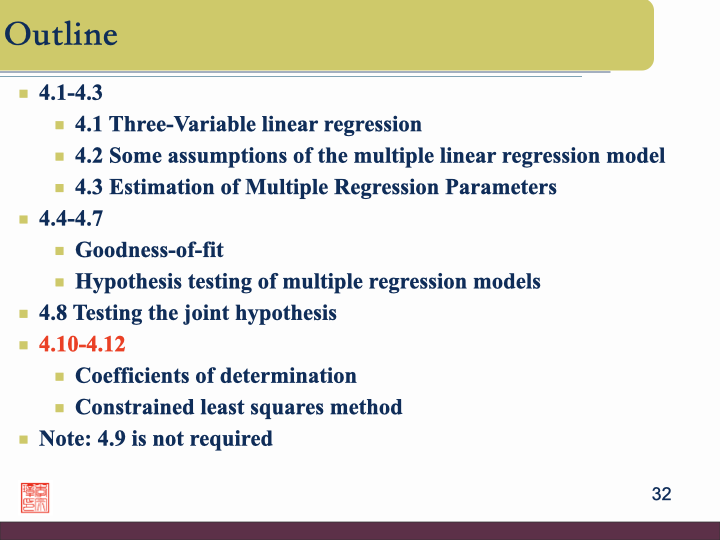 Outline
4.1-4.3
4.1 Three-Variable linear regression
4.2 Some assumptions of the multiple linear regression model
4.3 Estimation of Multiple Regression Parameters
4.4-4.7
Goodness-of-fit
Hypothesis testing of multiple regression models
4.8 Testing the joint hypothesis
4.10-4.12
Coefficients of determination
Constrained least squares method
Note: 4.9 is not required
32